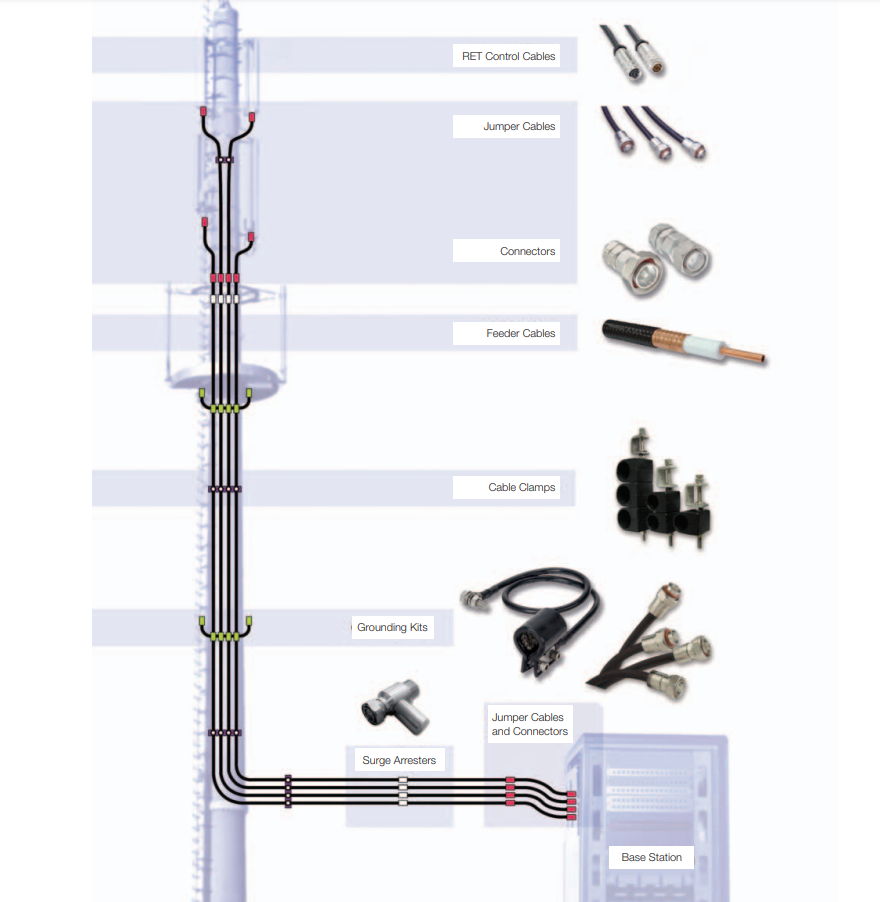 RET Control Cables
Jumper Cables
Connectors
Feeder Cables
Cable Clamps
Grounding Kits
Jumper Cables
and Connectors
Surge Arresters
Base Station